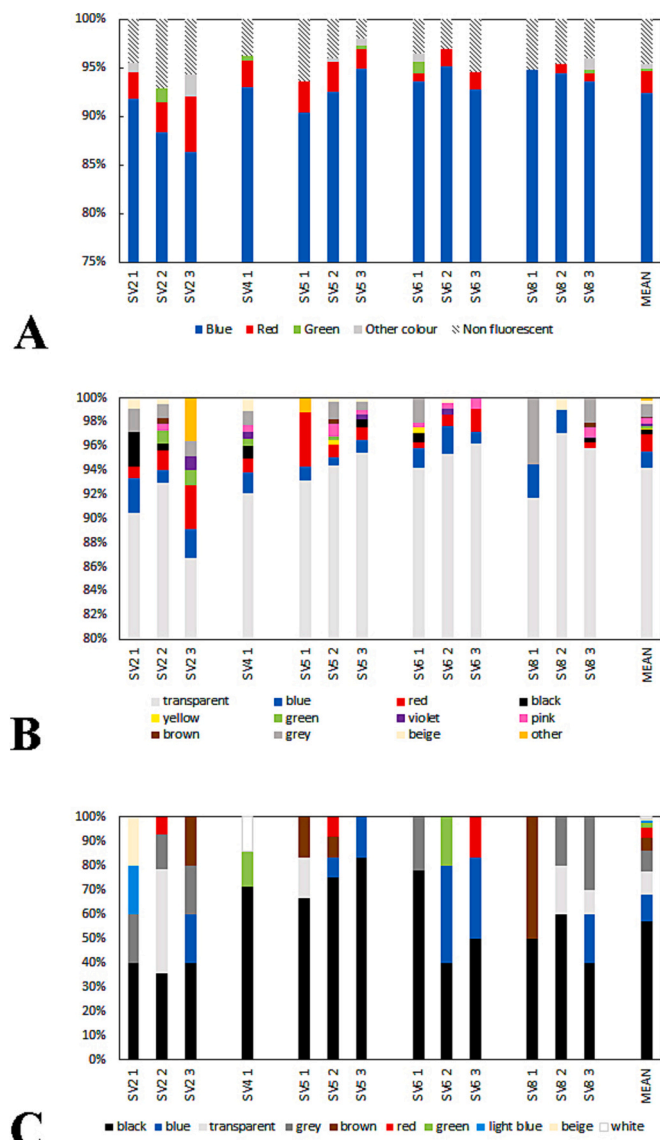 100%
95%
90%
85%
80%
75%
SV2 1 SV2 2 SV2 3 SV4 1 SV5 1 SV5 2 SV5 3 SV6 1 SV6 2 SV6 3 SV8 1 SV8 2 SV8 3 MEAN
A
Blue Red Green Other colour Non fluorescent
100%
98%
96%
94%
92%
90%
88%
86%
84%
82%
80%
SV2 1 SV2 2 SV2 3 SV4 1 SV5 1 SV5 2 SV5 3 SV6 1 SV6 2 SV6 3 SV8 1 SV8 2 SV8 3 MEAN
transparent blue red black
yellow green violet pink
B
brown grey beige other
100%
90%
80%
70%
60%
50%
40%
30%
20%
10%
0%
SV2 1 SV2 2 SV2 3 SV4 1 SV5 1 SV5 2 SV5 3 SV6 1 SV6 2 SV6 3 SV8 1 SV8 2 SV8 3 MEAN
C
black blue transparent grey brown red green light blue beige white